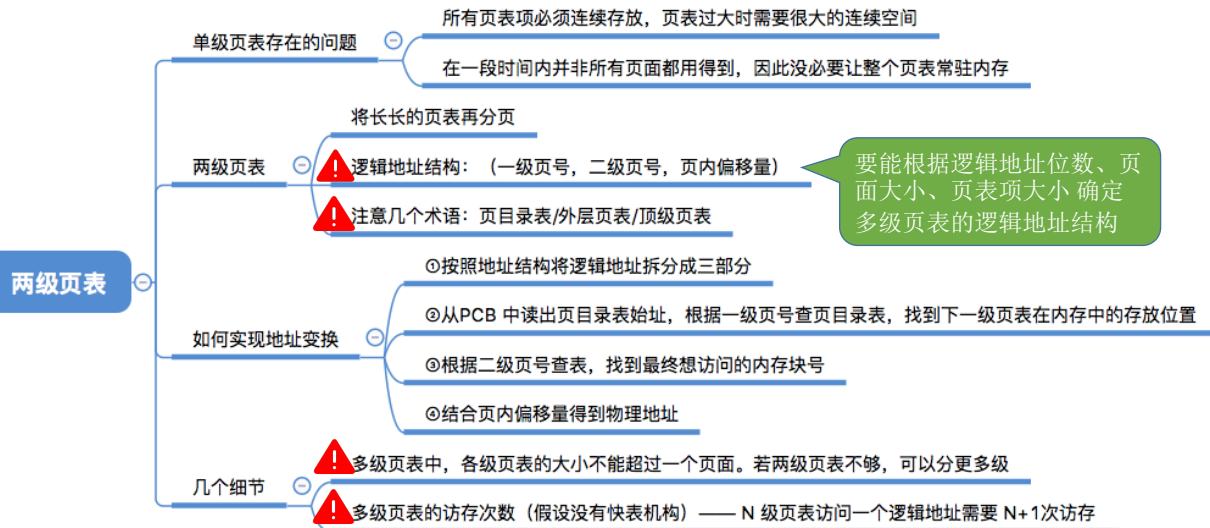 两级页表
单级页表存在的问题
所有页表项必须连续存放，页表过大时需要很大的连续空间
在一段时间内并非所有页面都用得到，因此没必要让整个页表常驻内存
两级页表
将长长的页表再分页
逻辑地址结构：（一级页号，二级页号，页内偏移量）
要能根据逻辑地址位数、页
面大小、页表项大小 确定
多级页表的逻辑地址结构
注意几个术语：页目录表/外层页表/顶级页表
如何实现地址变换
①按照地址结构将逻辑地址拆分成三部分
②从PCB 中读出页目录表始址，根据一级页号查页目录表，找到下一级页表在内存中的存放位置
③根据二级页号查表，找到最终想访问的内存块号
④结合页内偏移量得到物理地址
几个细节
多级页表中，各级页表的大小不能超过一个页面。若两级页表不够，可以分更多级
多级页表的访存次数（假设没有快表机构）—— N 级页表访问一个逻辑地址需要 N+1次访存